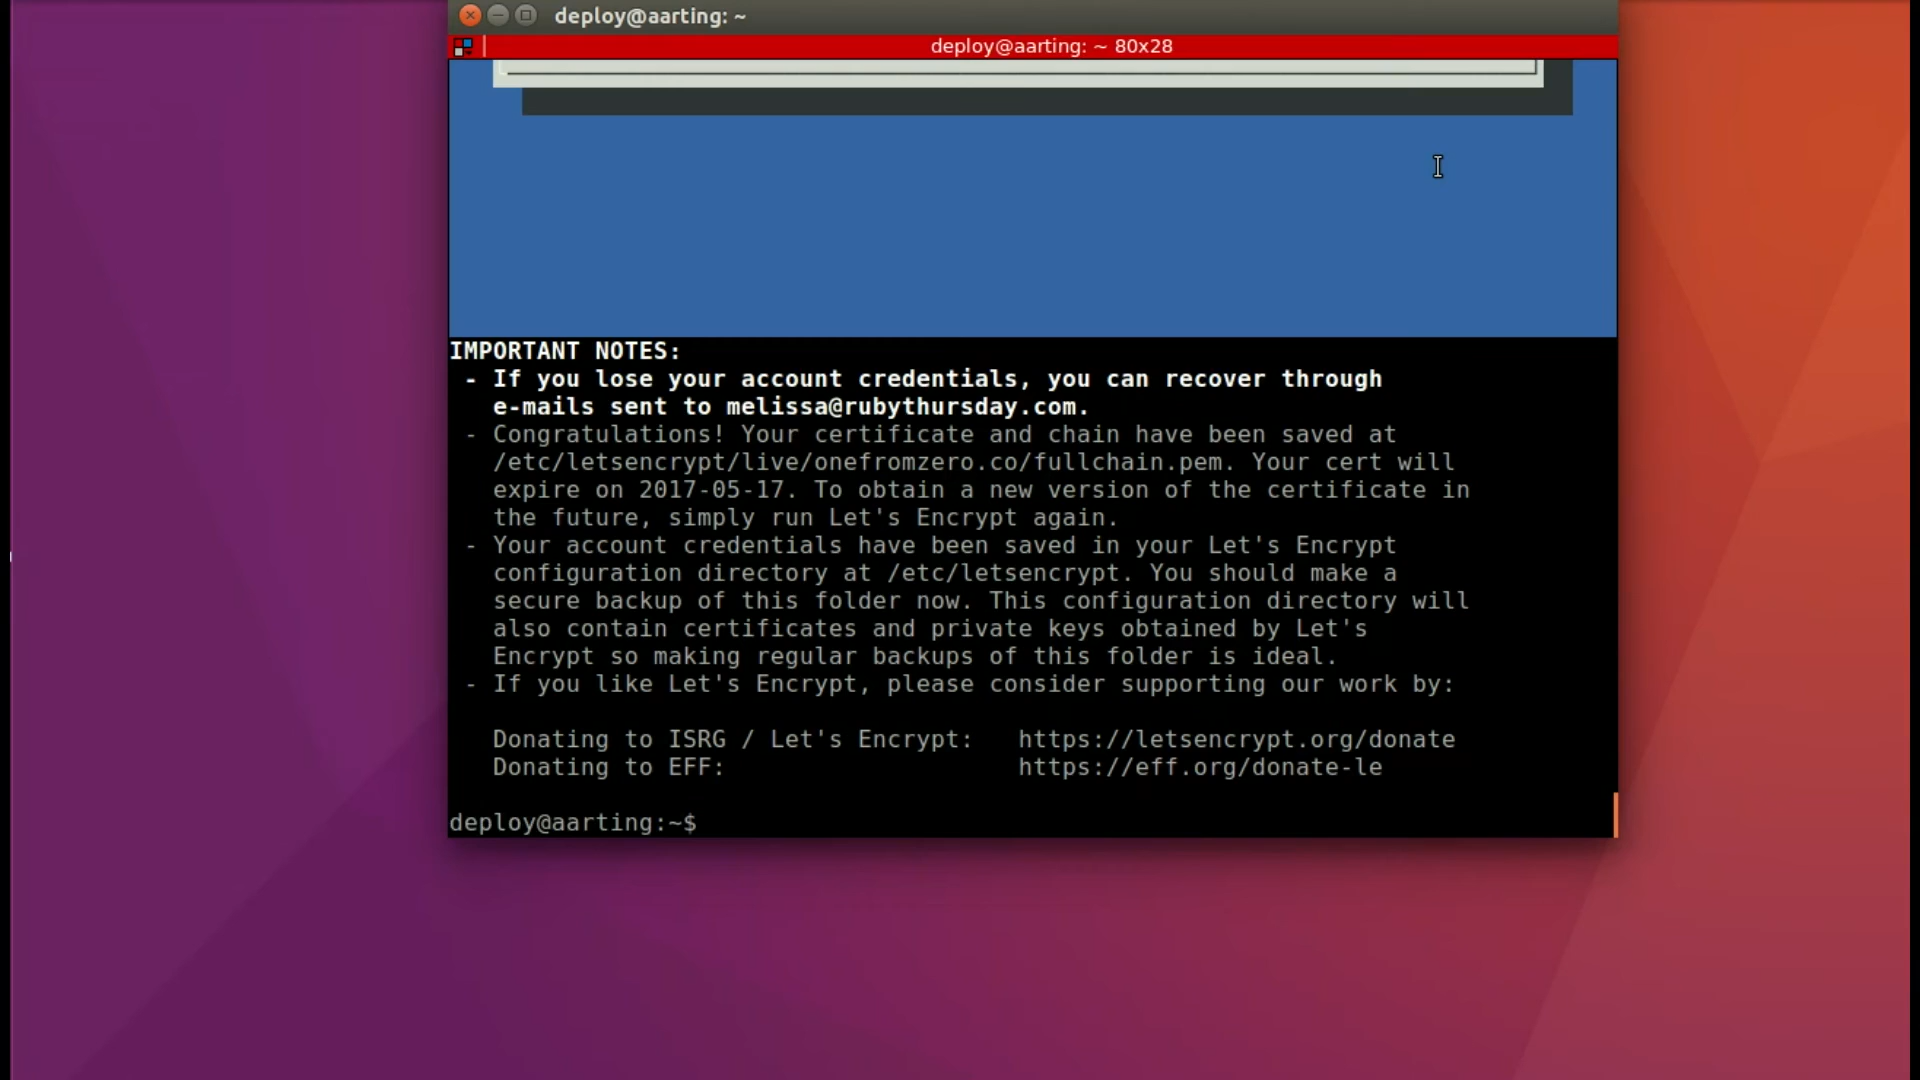 deploy@aarting: ~
deploy@aarting: ~ 80x28
IMPORTANT NOTES:
- If you lose your account credentials, you can recover through
e-mails sent to melissa@rubythursday.com.
- Congratulations! Your certificate and chain have been saved at
/etc/letsencrypt/live/onefromzero.co/fullchain.pem. Your cert will
expire on 2017-05-17. To obtain a new version of the certificate in
the future, simply run Let's Encrypt again.
- Your account credentials have been saved in your Let's Encrypt
configuration directory at /etc/letsencrypt. You should make a
secure backup of this folder now. This configuration directory will
also contain certificates and private keys obtained by Let's
Encrypt so making regular backups of this folder is ideal.
- If you like Let's Encrypt, please consider supporting our work by:
Donating to ISRG / Let's Encrypt:   https://letsencrypt.org/donate
Donating to EFF:                    https://eff.org/donate-le
deploy@aarting:~$